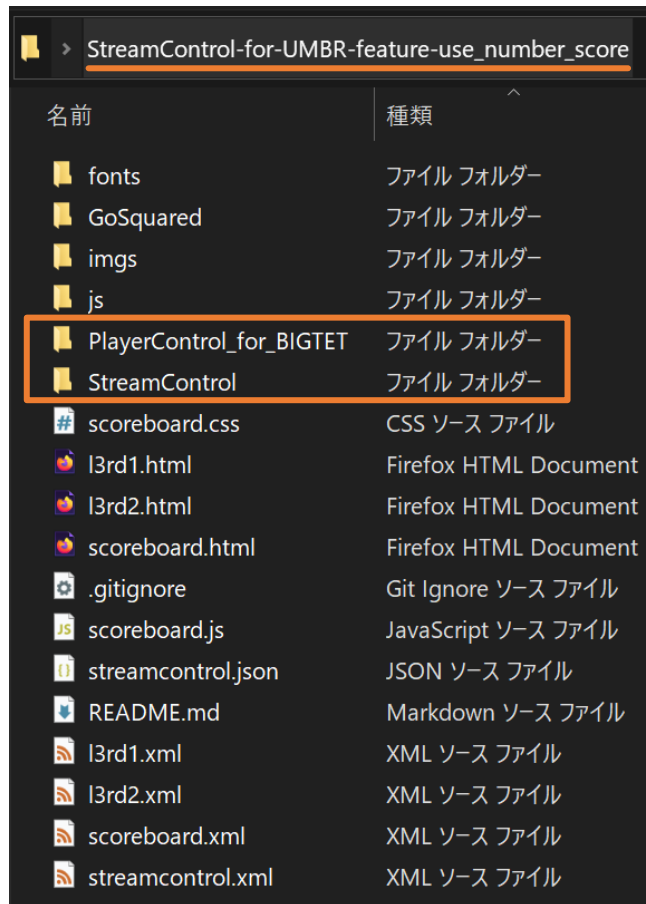 StreamControl-for-UMBR-feature-use_number_score
名前 種類
fonts ファイル フォルダー
GoSquared ファイル フォルダー
imgs ファイル フォルダー
js ファイル フォルダー
PlayerControl_for_BIGTET ファイル フォルダー
StreamControl ファイル フォルダー
scoreboard.css CSS ソース ファイル
l3rd1.html Firefox HTML Document
l3rd2.html Firefox HTML Document
scoreboard.html Firefox HTML Document
.gitignore Git Ignore ソース ファイル
scoreboard.js JavaScript ソース ファイル
streamcontrol.json JSON ソース ファイル
README.md Markdown ソース ファイル
l3rd1.xml XML ソース ファイル
l3rd2.xml XML ソース ファイル
scoreboard.xml XML ソース ファイル
streamcontrol.xml XML ソース ファイル